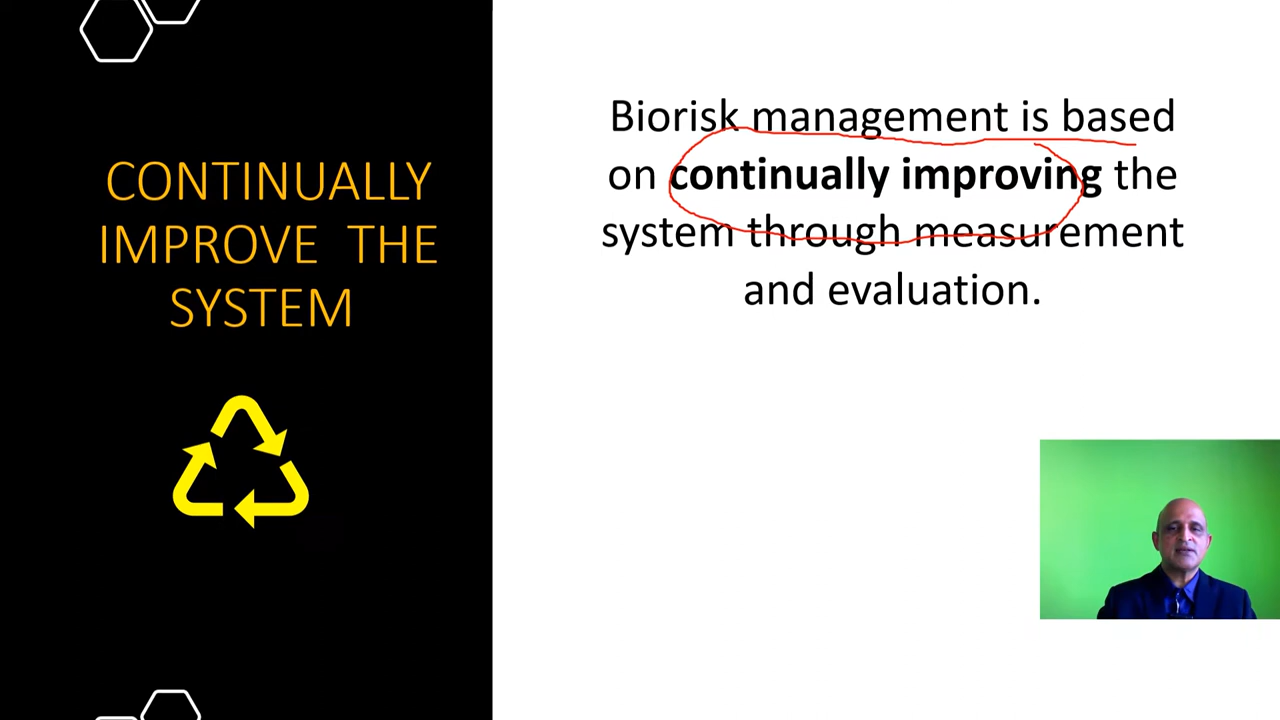 CONTINUALLY
IMPROVE THE
SYSTEM
Biorisk management is based
on continually improving the
system through measurement
and evaluation.